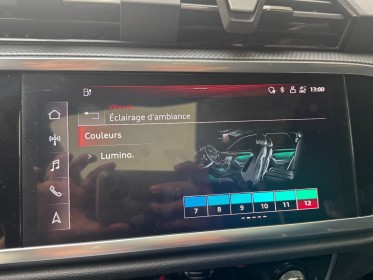 13:00
Éclairage d'ambiance
Couleurs
> Lumino.
7 8 9 10 11 12